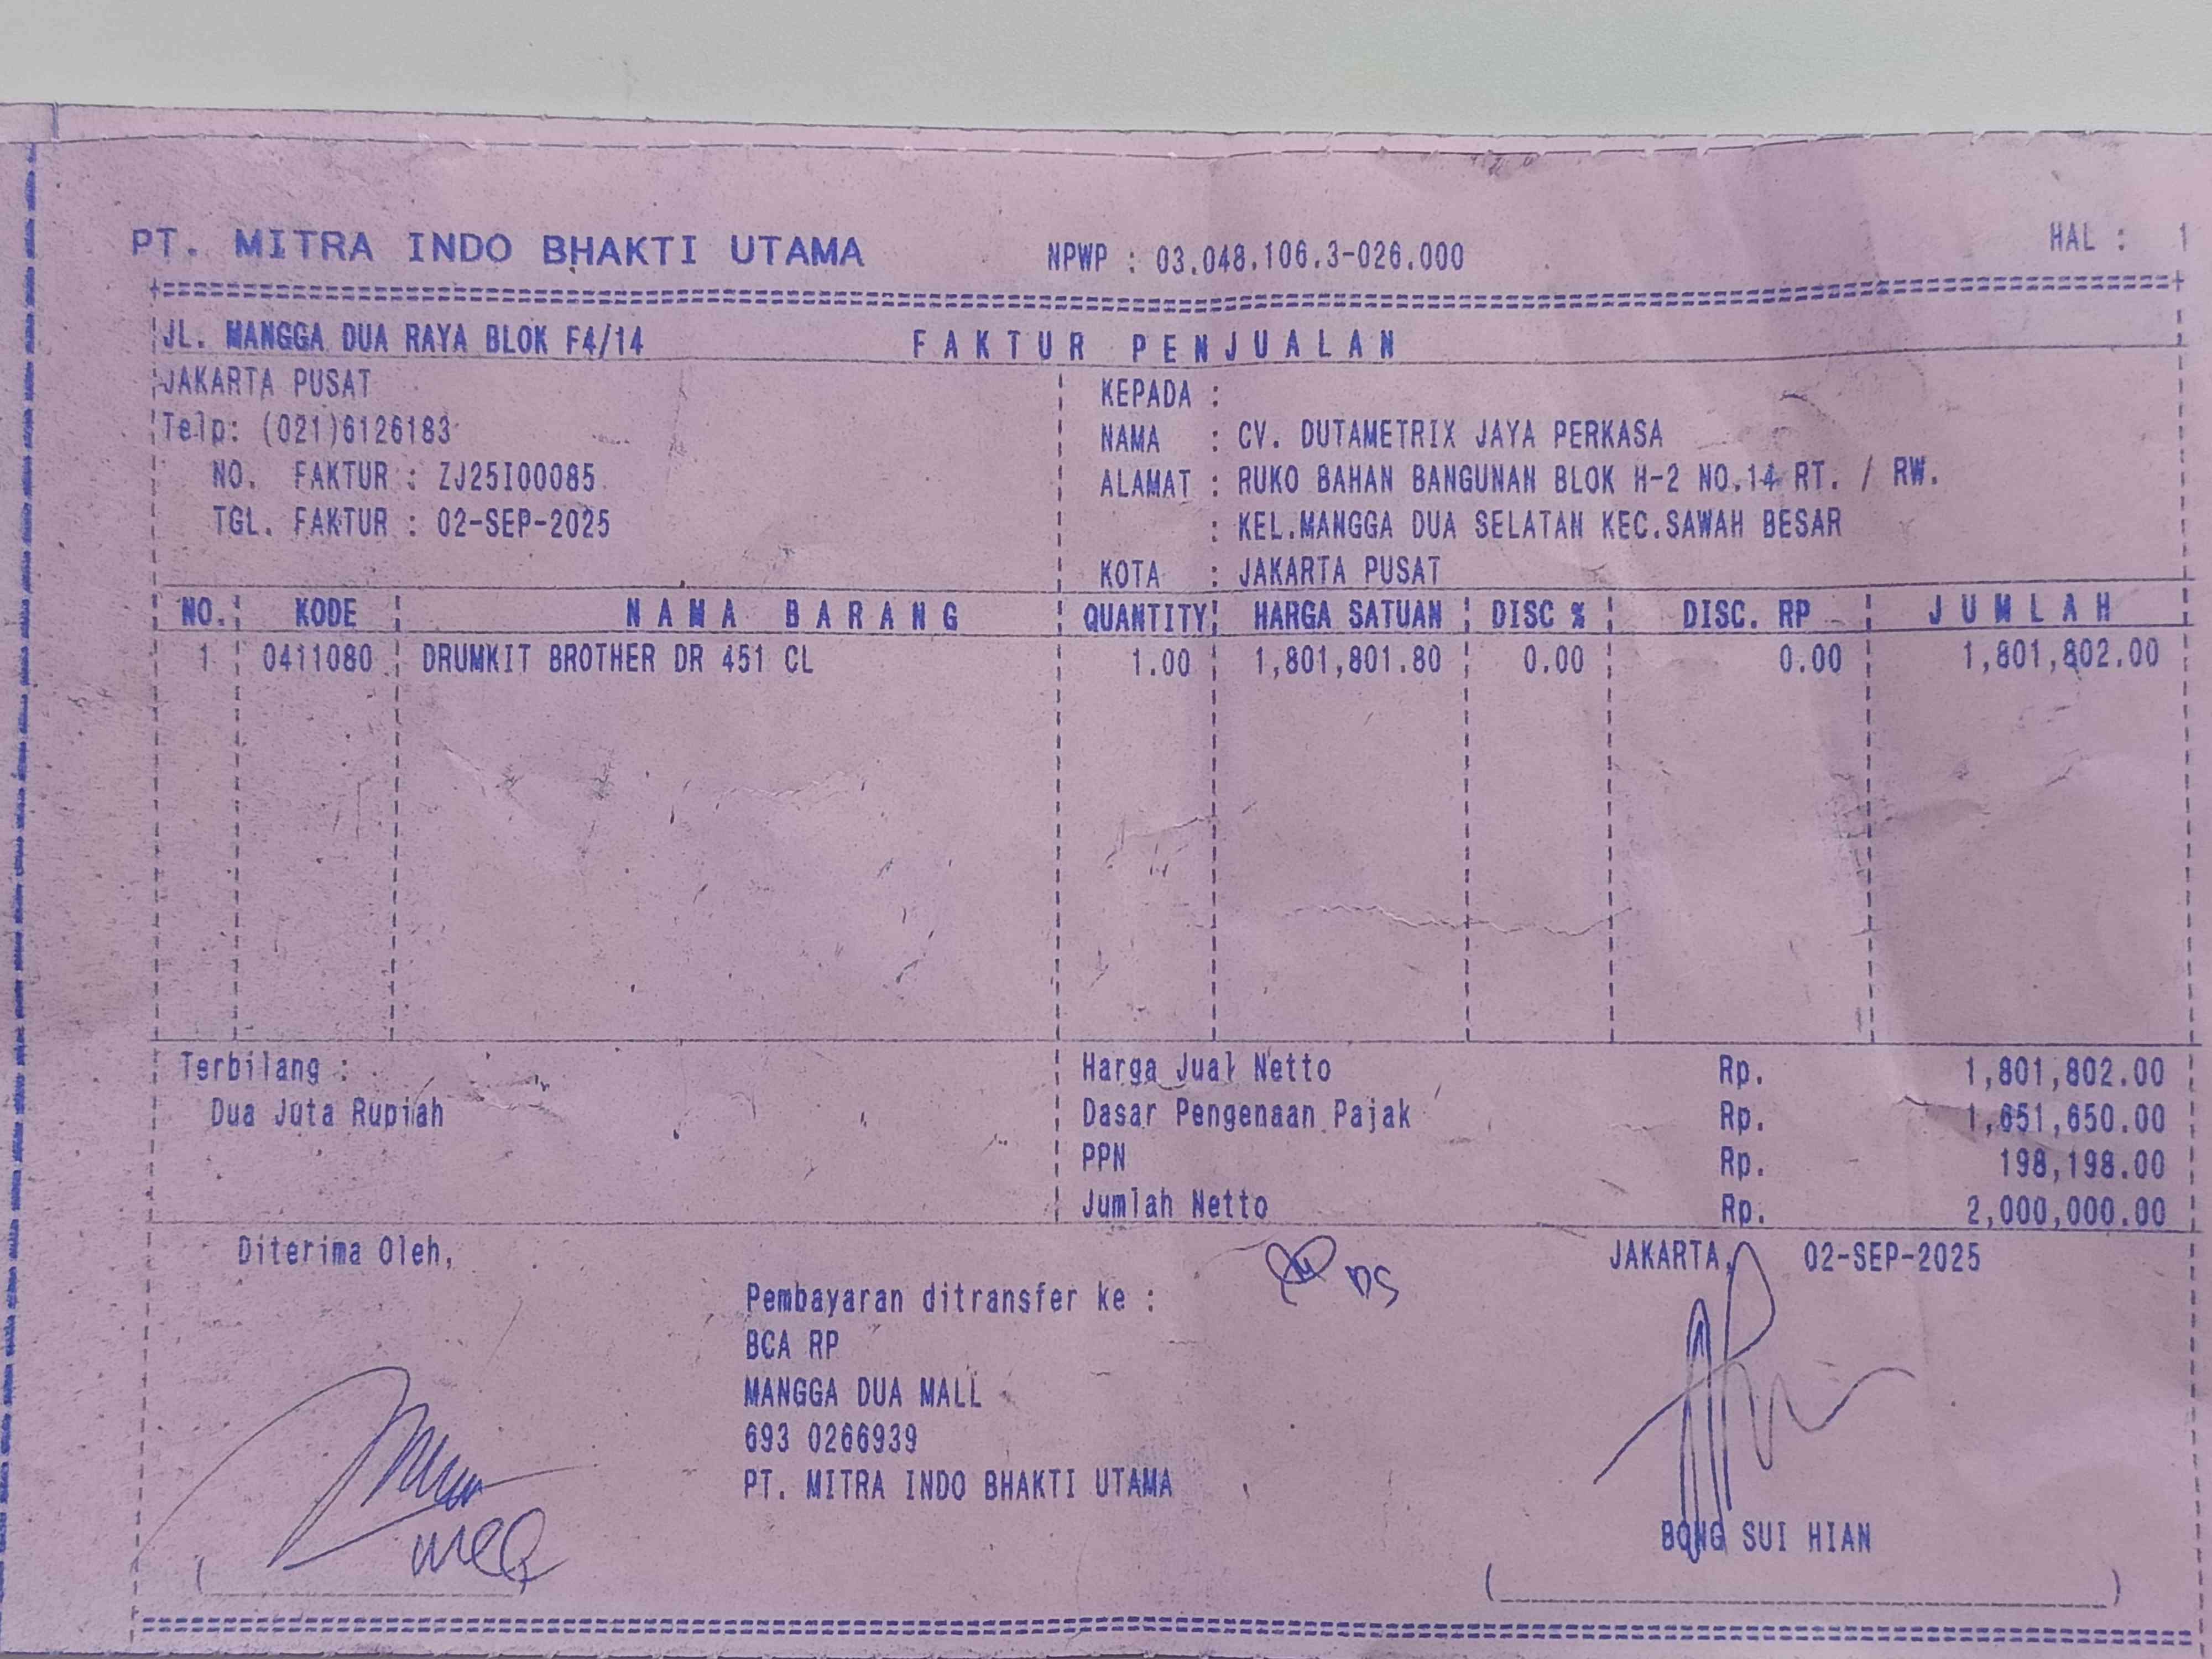 PT. MITRA INDO BHAKTI UTAMA NPWP : 03.048.106.3-026.000 HAL : 1
JL. MANGGA DUA RAYA BLOK F4/14 FAKTUR PENJUALAN
JAKARTA PUSAT
Telp: (021)6126183
NO. FAKTUR : ZJ25I00085
TGL. FAKTUR : 02-SEP-2025
KEPADA :
NAMA : CV. DUTAMETRIX JAYA PERKASA
ALAMAT : RUKO BAHAN BANGUNAN BLOK H-2 NO.14 RT. / RW.
: KEL.MANGGA DUA SELATAN KEC.SAWAH BESAR
KOTA : JAKARTA PUSAT
NO. KODE NAMA BARANG QUANTITY HARGA SATUAN DISC % DISC. RP JUMLAH
1 0411080 DRUMKIT BROTHER DR 451 CL 1.00 1,801,801.80 0.00 0.00 1,801,802.00
Terbilang :
Dua Juta Rupiah
Harga Jual Netto Rp. 1,801,802.00
Dasar Pengenaan Pajak Rp. 1,651,650.00
PPN Rp. 198,198.00
Jumlah Netto Rp. 2,000,000.00
Diterima Oleh,
Pembayaran ditransfer ke :
BCA RP
MANGGA DUA MALL
693 0266939
PT. MITRA INDO BHAKTI UTAMA
JAKARTA, 02-SEP-2025
BONG SUI HIAN